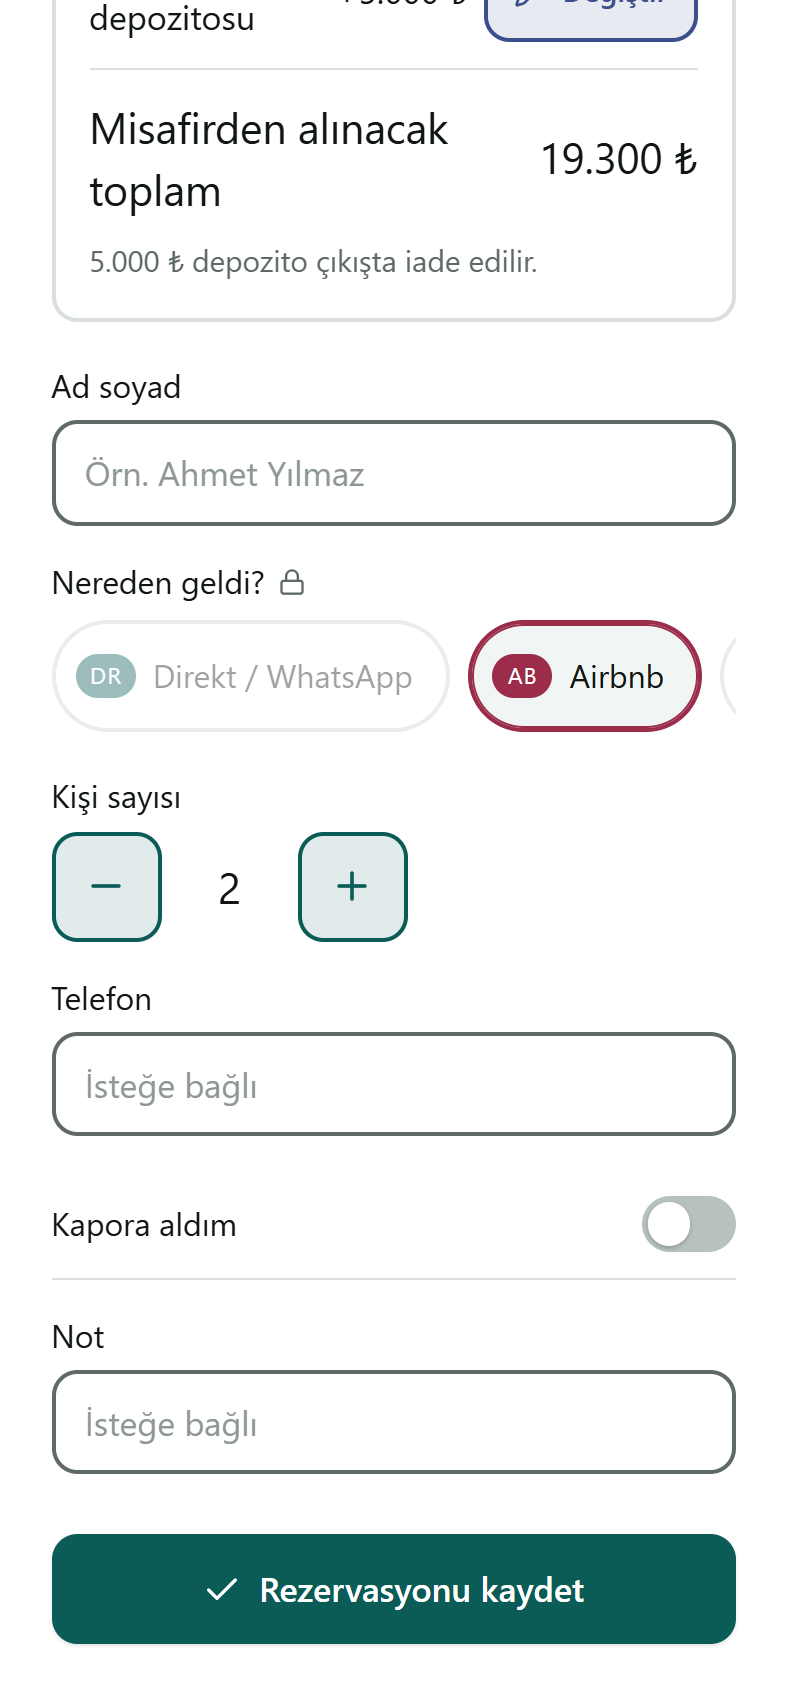 depozitosu
Misafirden alınacak
toplam
19.300 ₺
5.000 ₺ depozito çıkışta iade edilir.
Ad soyad
Örn. Ahmet Yılmaz
Nereden geldi?
DR Direkt / WhatsApp
AB Airbnb
Kişi sayısı
2
Telefon
İsteğe bağlı
Kapora aldım
Not
İsteğe bağlı
Rezervasyonu kaydet